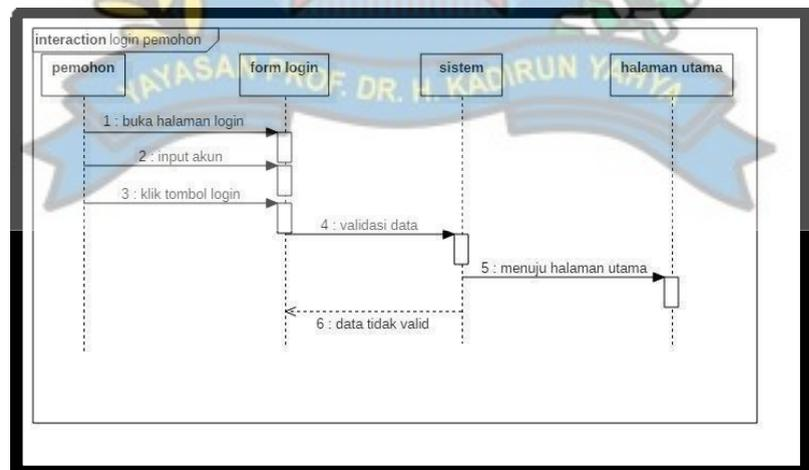 interaction login pemohon
pemohon
form login
sistem
halaman utama
YAYASAN PROF. DR. H. KADIRUN YAHYA
1 : buka halaman login
2 : input akun
3 : klik tombol login
4 : validasi data
5 : menuju halaman utama
6 : data tidak valid